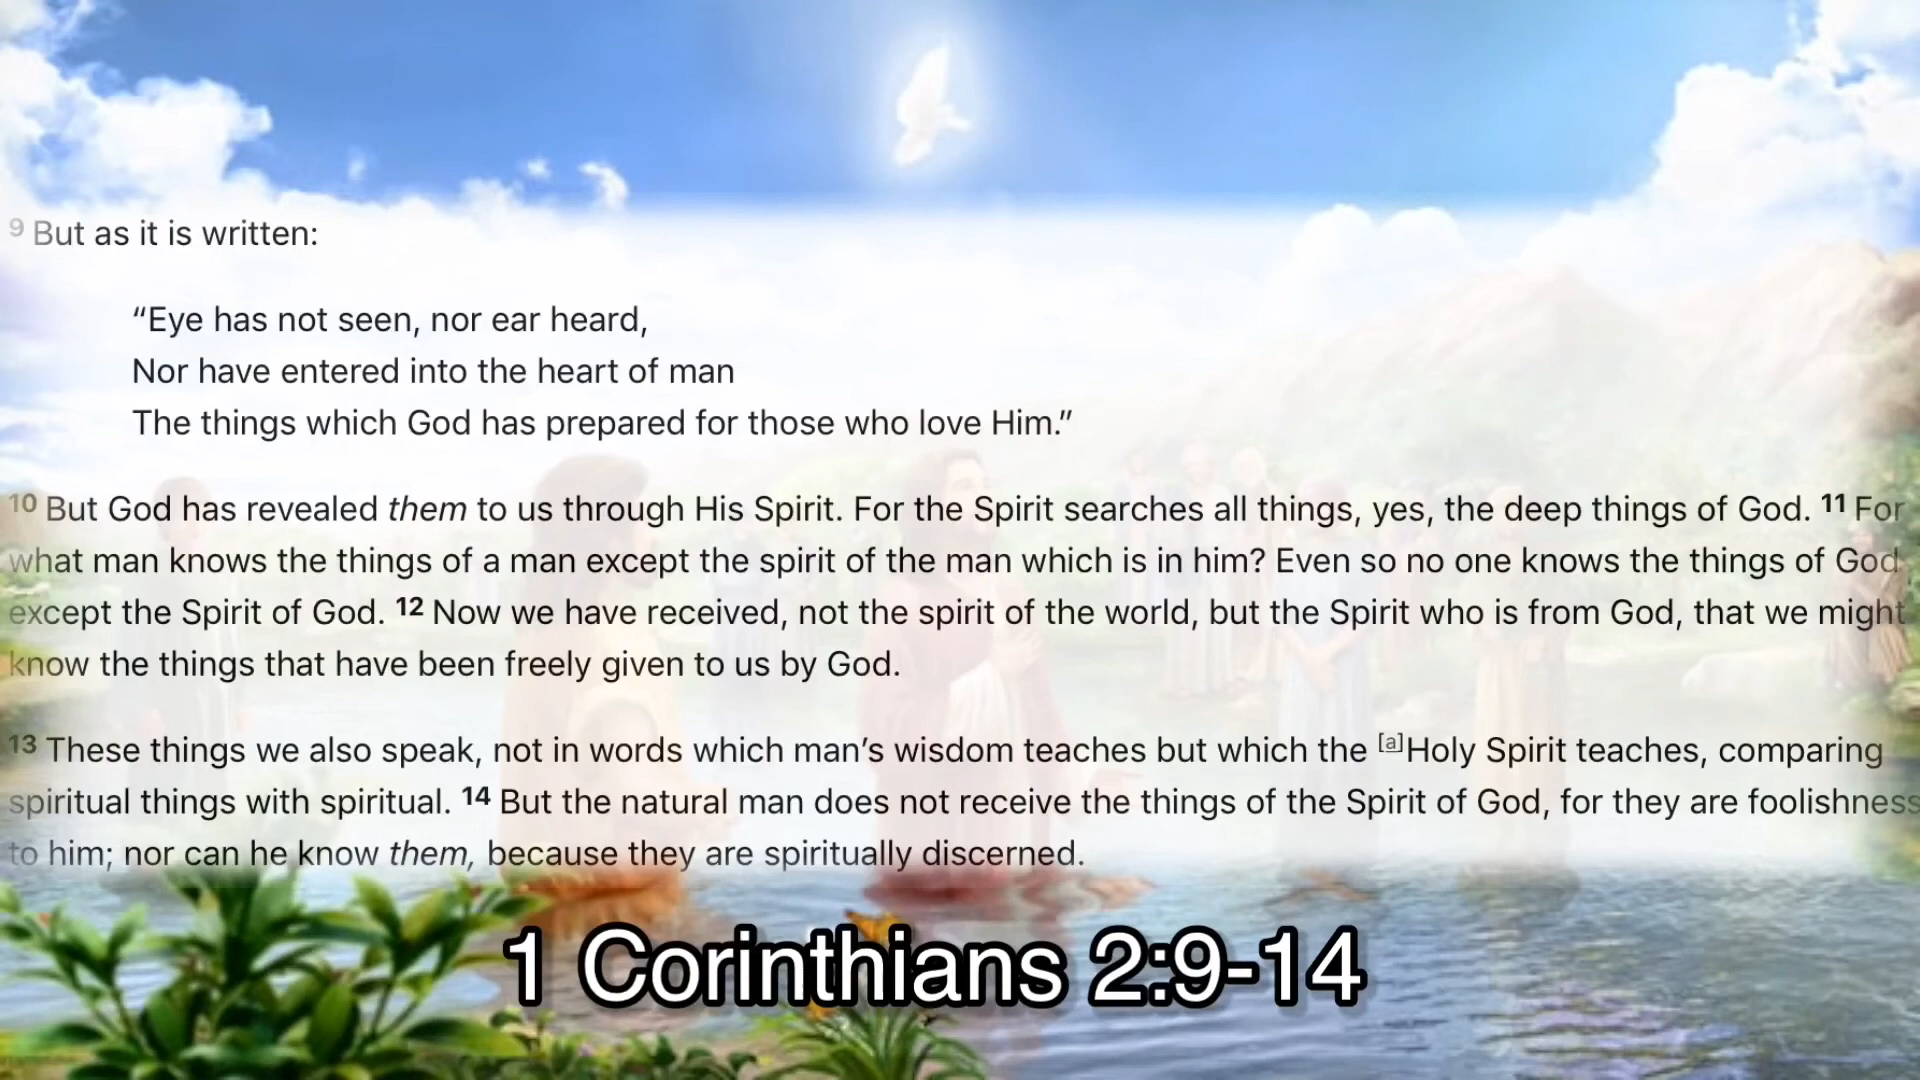 9 But as it is written:
“Eye has not seen, nor ear heard,
Nor have entered into the heart of man
The things which God has prepared for those who love Him.”
10 But God has revealed them to us through His Spirit. For the Spirit searches all things, yes, the deep things of God. 11 For
what man knows the things of a man except the spirit of the man which is in him? Even so no one knows the things of God
except the Spirit of God. 12 Now we have received, not the spirit of the world, but the Spirit who is from God, that we might
know the things that have been freely given to us by God.
13 These things we also speak, not in words which man’s wisdom teaches but which the [a]Holy Spirit teaches, comparing
spiritual things with spiritual. 14 But the natural man does not receive the things of the Spirit of God, for they are foolishness
to him; nor can he know them, because they are spiritually discerned.
1 Corinthians 2:9-14